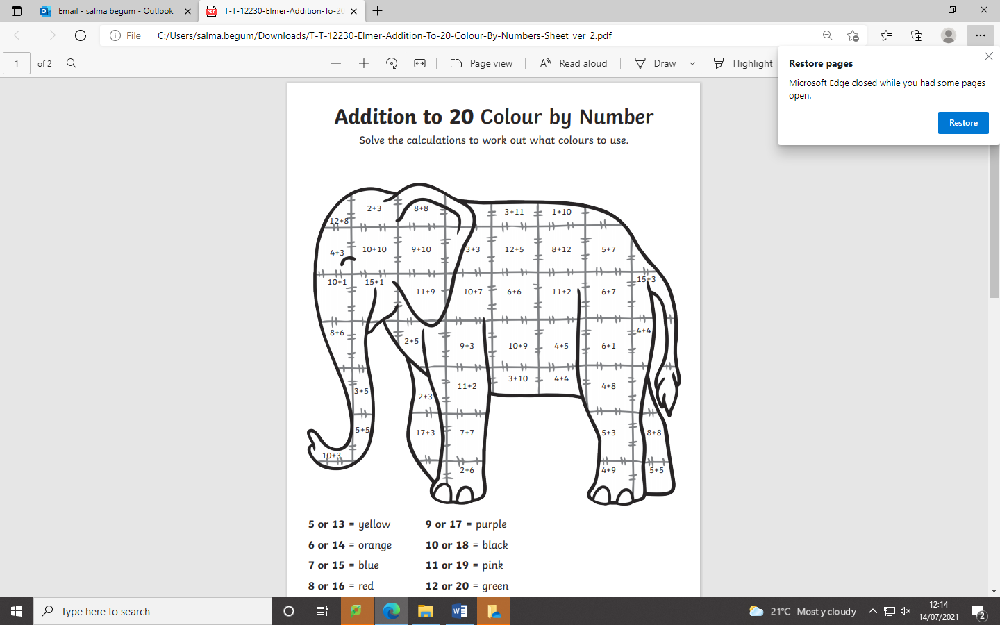 Email - salma begum - Outlook
T-T-12230-Elmer-Addition-To-20
File
C:/Users/salma.begum/Downloads/T-T-12230-Elmer-Addition-To-20-Colour-By-Numbers-Sheet_ver_2.pdf
1 of 2
Page view
Read aloud
Draw
Highlight
Restore pages
Microsoft Edge closed while you had some pages
open.
Restore
Addition to 20 Colour by Number
Solve the calculations to work out what colours to use.
12+8 2+3 8+8 3+11 1+10
4+3 10+10 9+10 3+3 12+5 8+12 5+7
10+1 15+1 11+9 10+7 6+6 11+2 6+7 15+3
8+6 2+5 9+3 10+9 4+5 6+1 4+4
3+5 2+3 11+2 3+10 4+4 4+8
5+5 17+3 7+7 5+3 8+8
10+3 2+6 4+9 5+5
5 or 13 = yellow
6 or 14 = orange
7 or 15 = blue
8 or 16 = red
9 or 17 = purple
10 or 18 = black
11 or 19 = pink
12 or 20 = green
Type here to search
21°C Mostly cloudy
12:14
14/07/2021
2